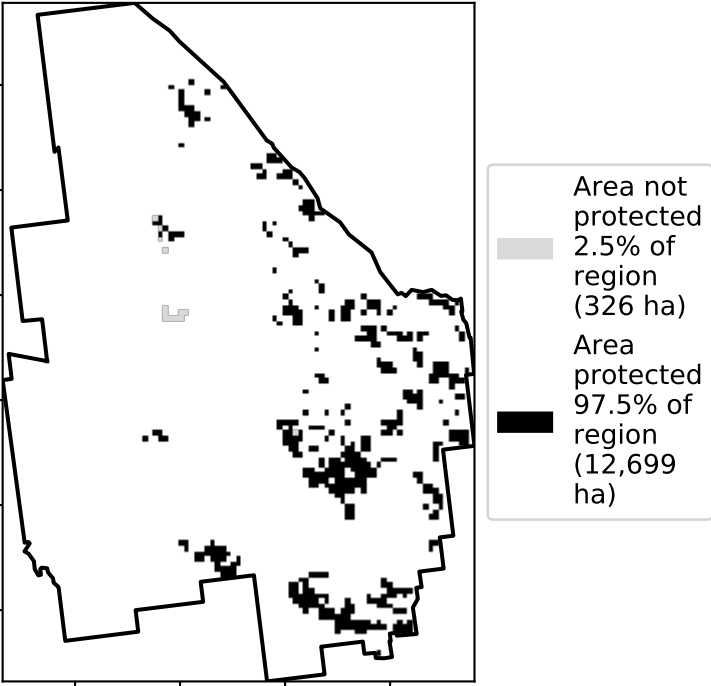 Area not
protected
2.5% of
region
(326 ha)
Area
protected
97.5% of
region
(12,699
ha)